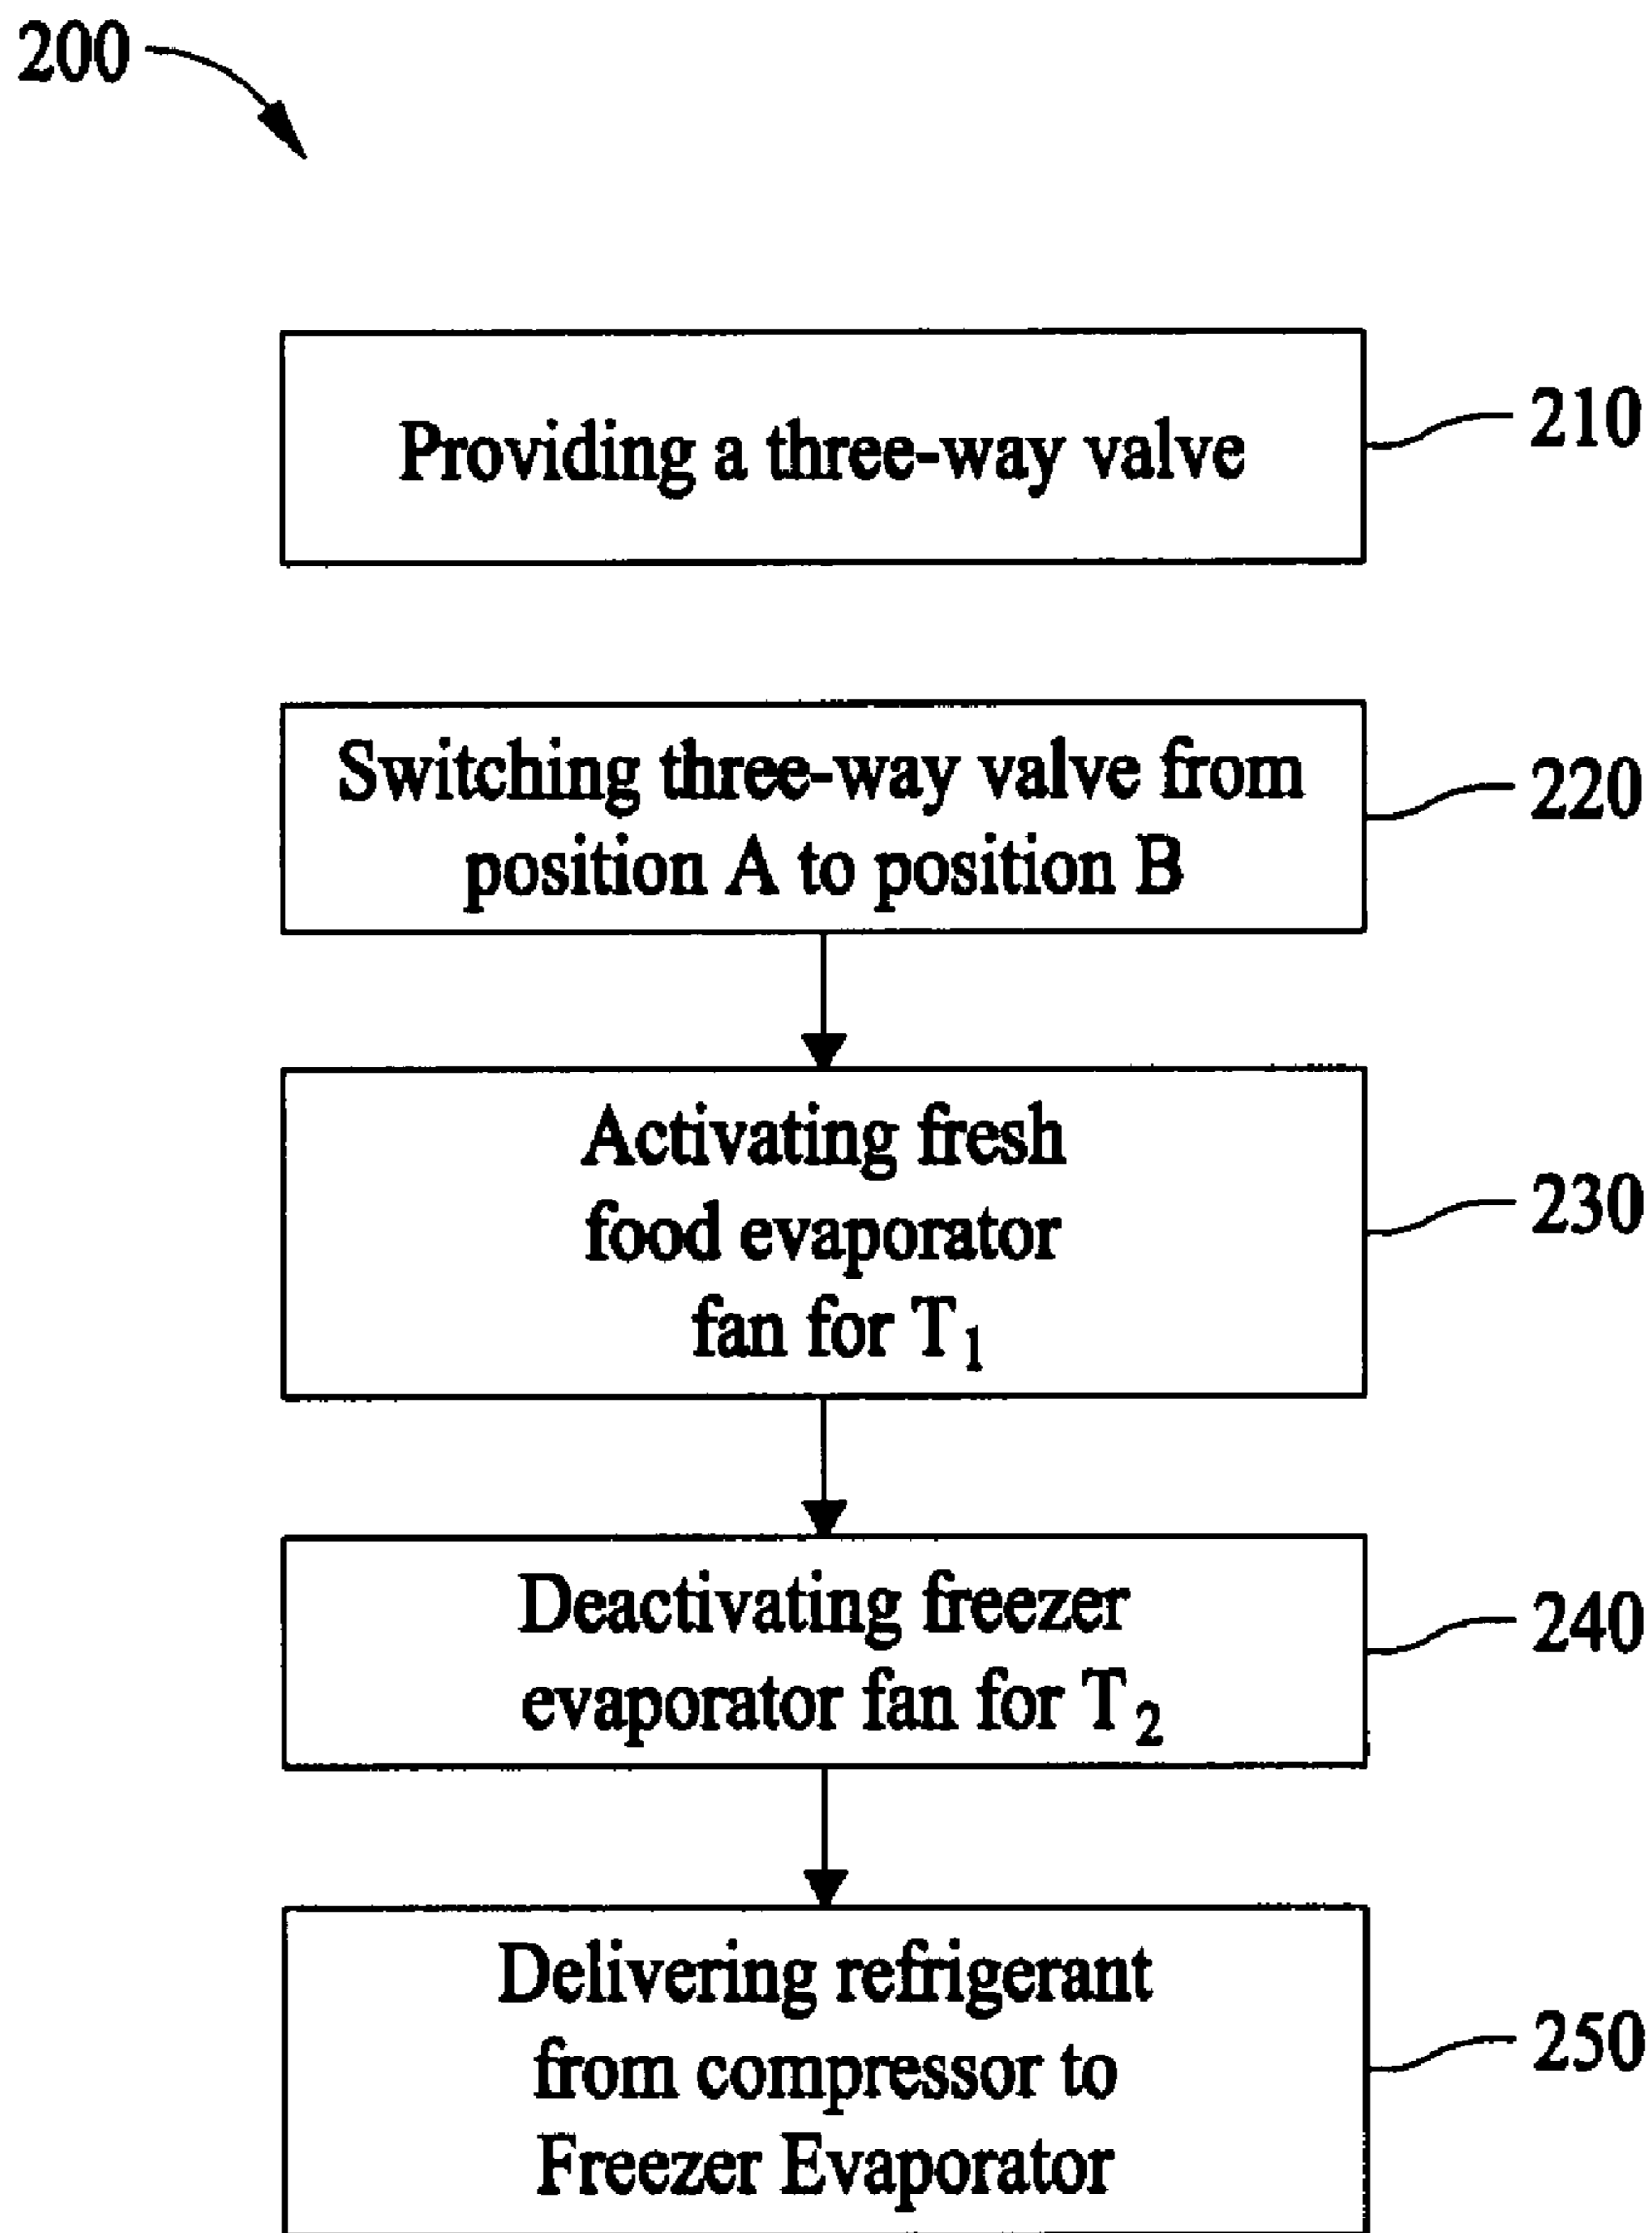 200
Providing a three-way valve
210
Switching three-way valve from
position A to position B
220
Activating fresh
food evaporator
fan for T₁
230
Deactivating freezer
evaporator fan for T₂
240
Delivering refrigerant
from compressor to
Freezer Evaporator
250